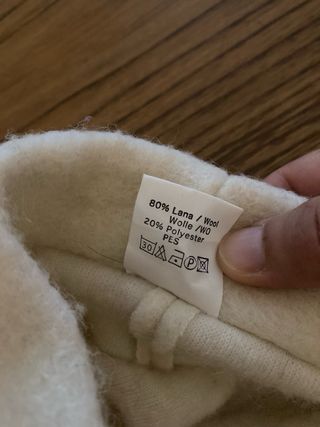 80% Lana / Wool
Wolle / WO
20% Polyester
PES
30 P